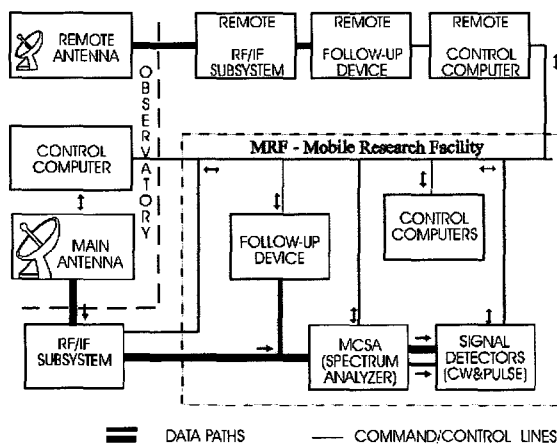 REMOTE
ANTENNA
REMOTE
RF/IF
SUBSYSTEM
REMOTE
FOLLOW-UP
DEVICE
REMOTE
CONTROL
COMPUTER
OBSERVATORY
MRF - Mobile Research Facility
CONTROL
COMPUTER
MAIN
ANTENNA
FOLLOW-UP
DEVICE
CONTROL
COMPUTERS
RF/IF
SUBSYSTEM
MCSA
(SPECTRUM
ANALYZER)
SIGNAL
DETECTORS
(CW&PULSE)
DATA PATHS
COMMAND/CONTROL LINES